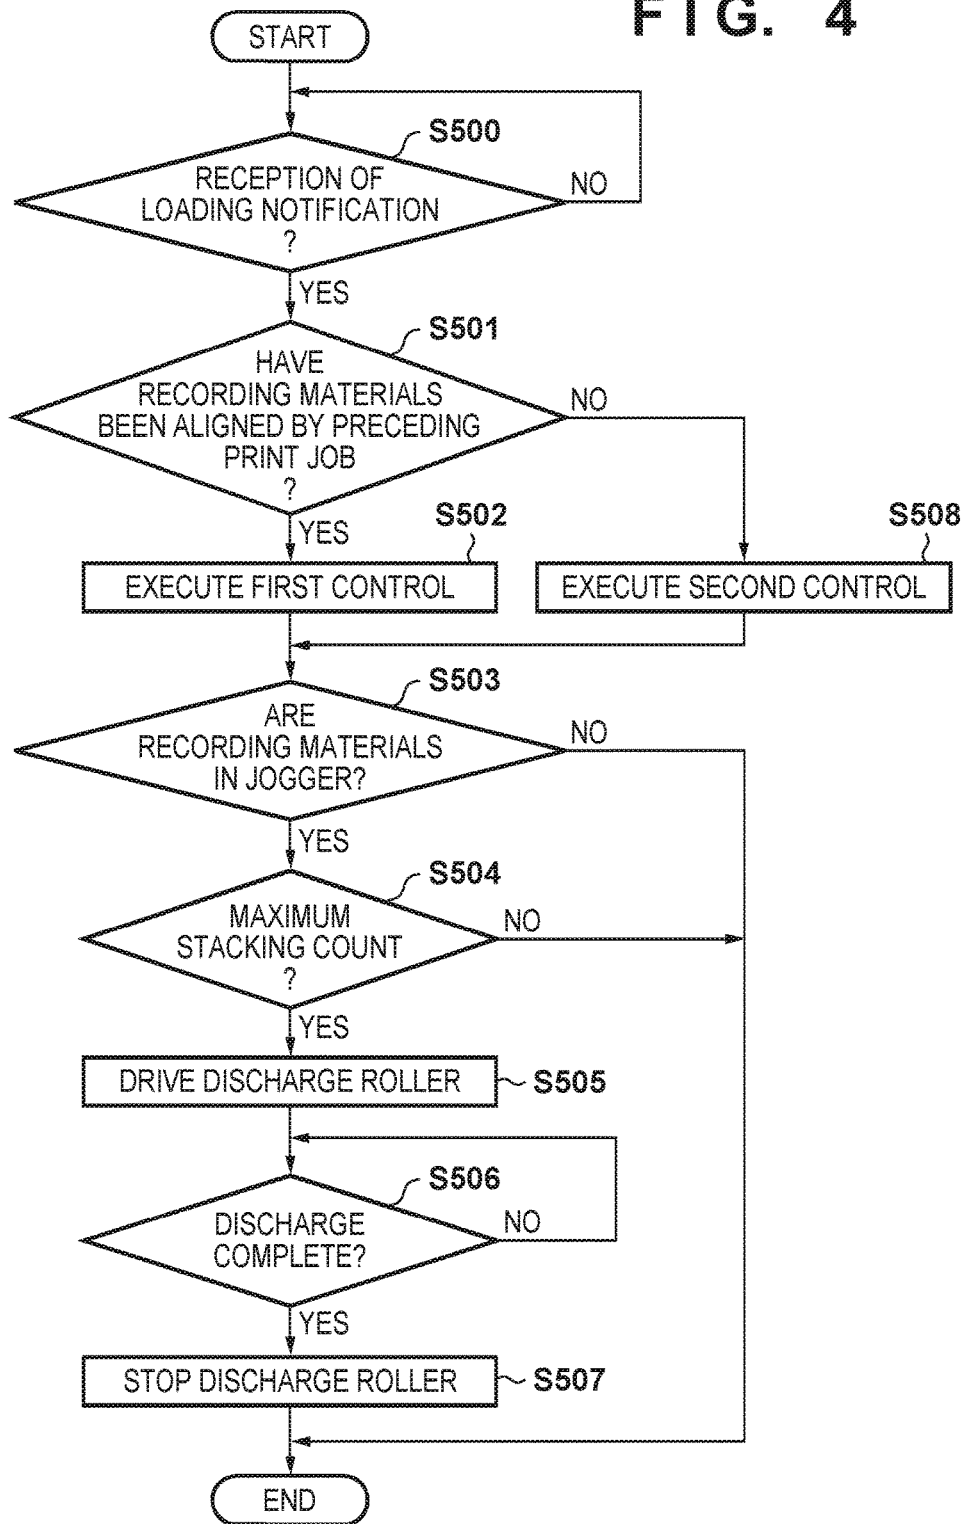 FIG. 4
START
S500
RECEPTION OF
LOADING NOTIFICATION
?
NO
YES
S501
HAVE
RECORDING MATERIALS
BEEN ALIGNED BY PRECEDING
PRINT JOB
?
NO
YES
S502
S508
EXECUTE FIRST CONTROL
EXECUTE SECOND CONTROL
S503
ARE
RECORDING MATERIALS
IN JOGGER?
NO
YES
S504
MAXIMUM
STACKING COUNT
?
NO
YES
DRIVE DISCHARGE ROLLER
S505
S506
DISCHARGE
COMPLETE?
NO
YES
STOP DISCHARGE ROLLER
S507
END